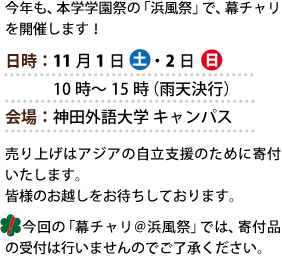 今年も、本学学園祭の「浜風祭」で、幕チャリ
を開催します！
日時：11月1日 土・2日 日
10時～15時（雨天決行）
会場：神田外語大学 キャンパス
売り上げはアジアの自立支援のために寄付
いたします。
皆様のお越しをお待ちしております。
今回の「幕チャリ＠浜風祭」では、寄付品
の受付は行いませんのでご了承ください。